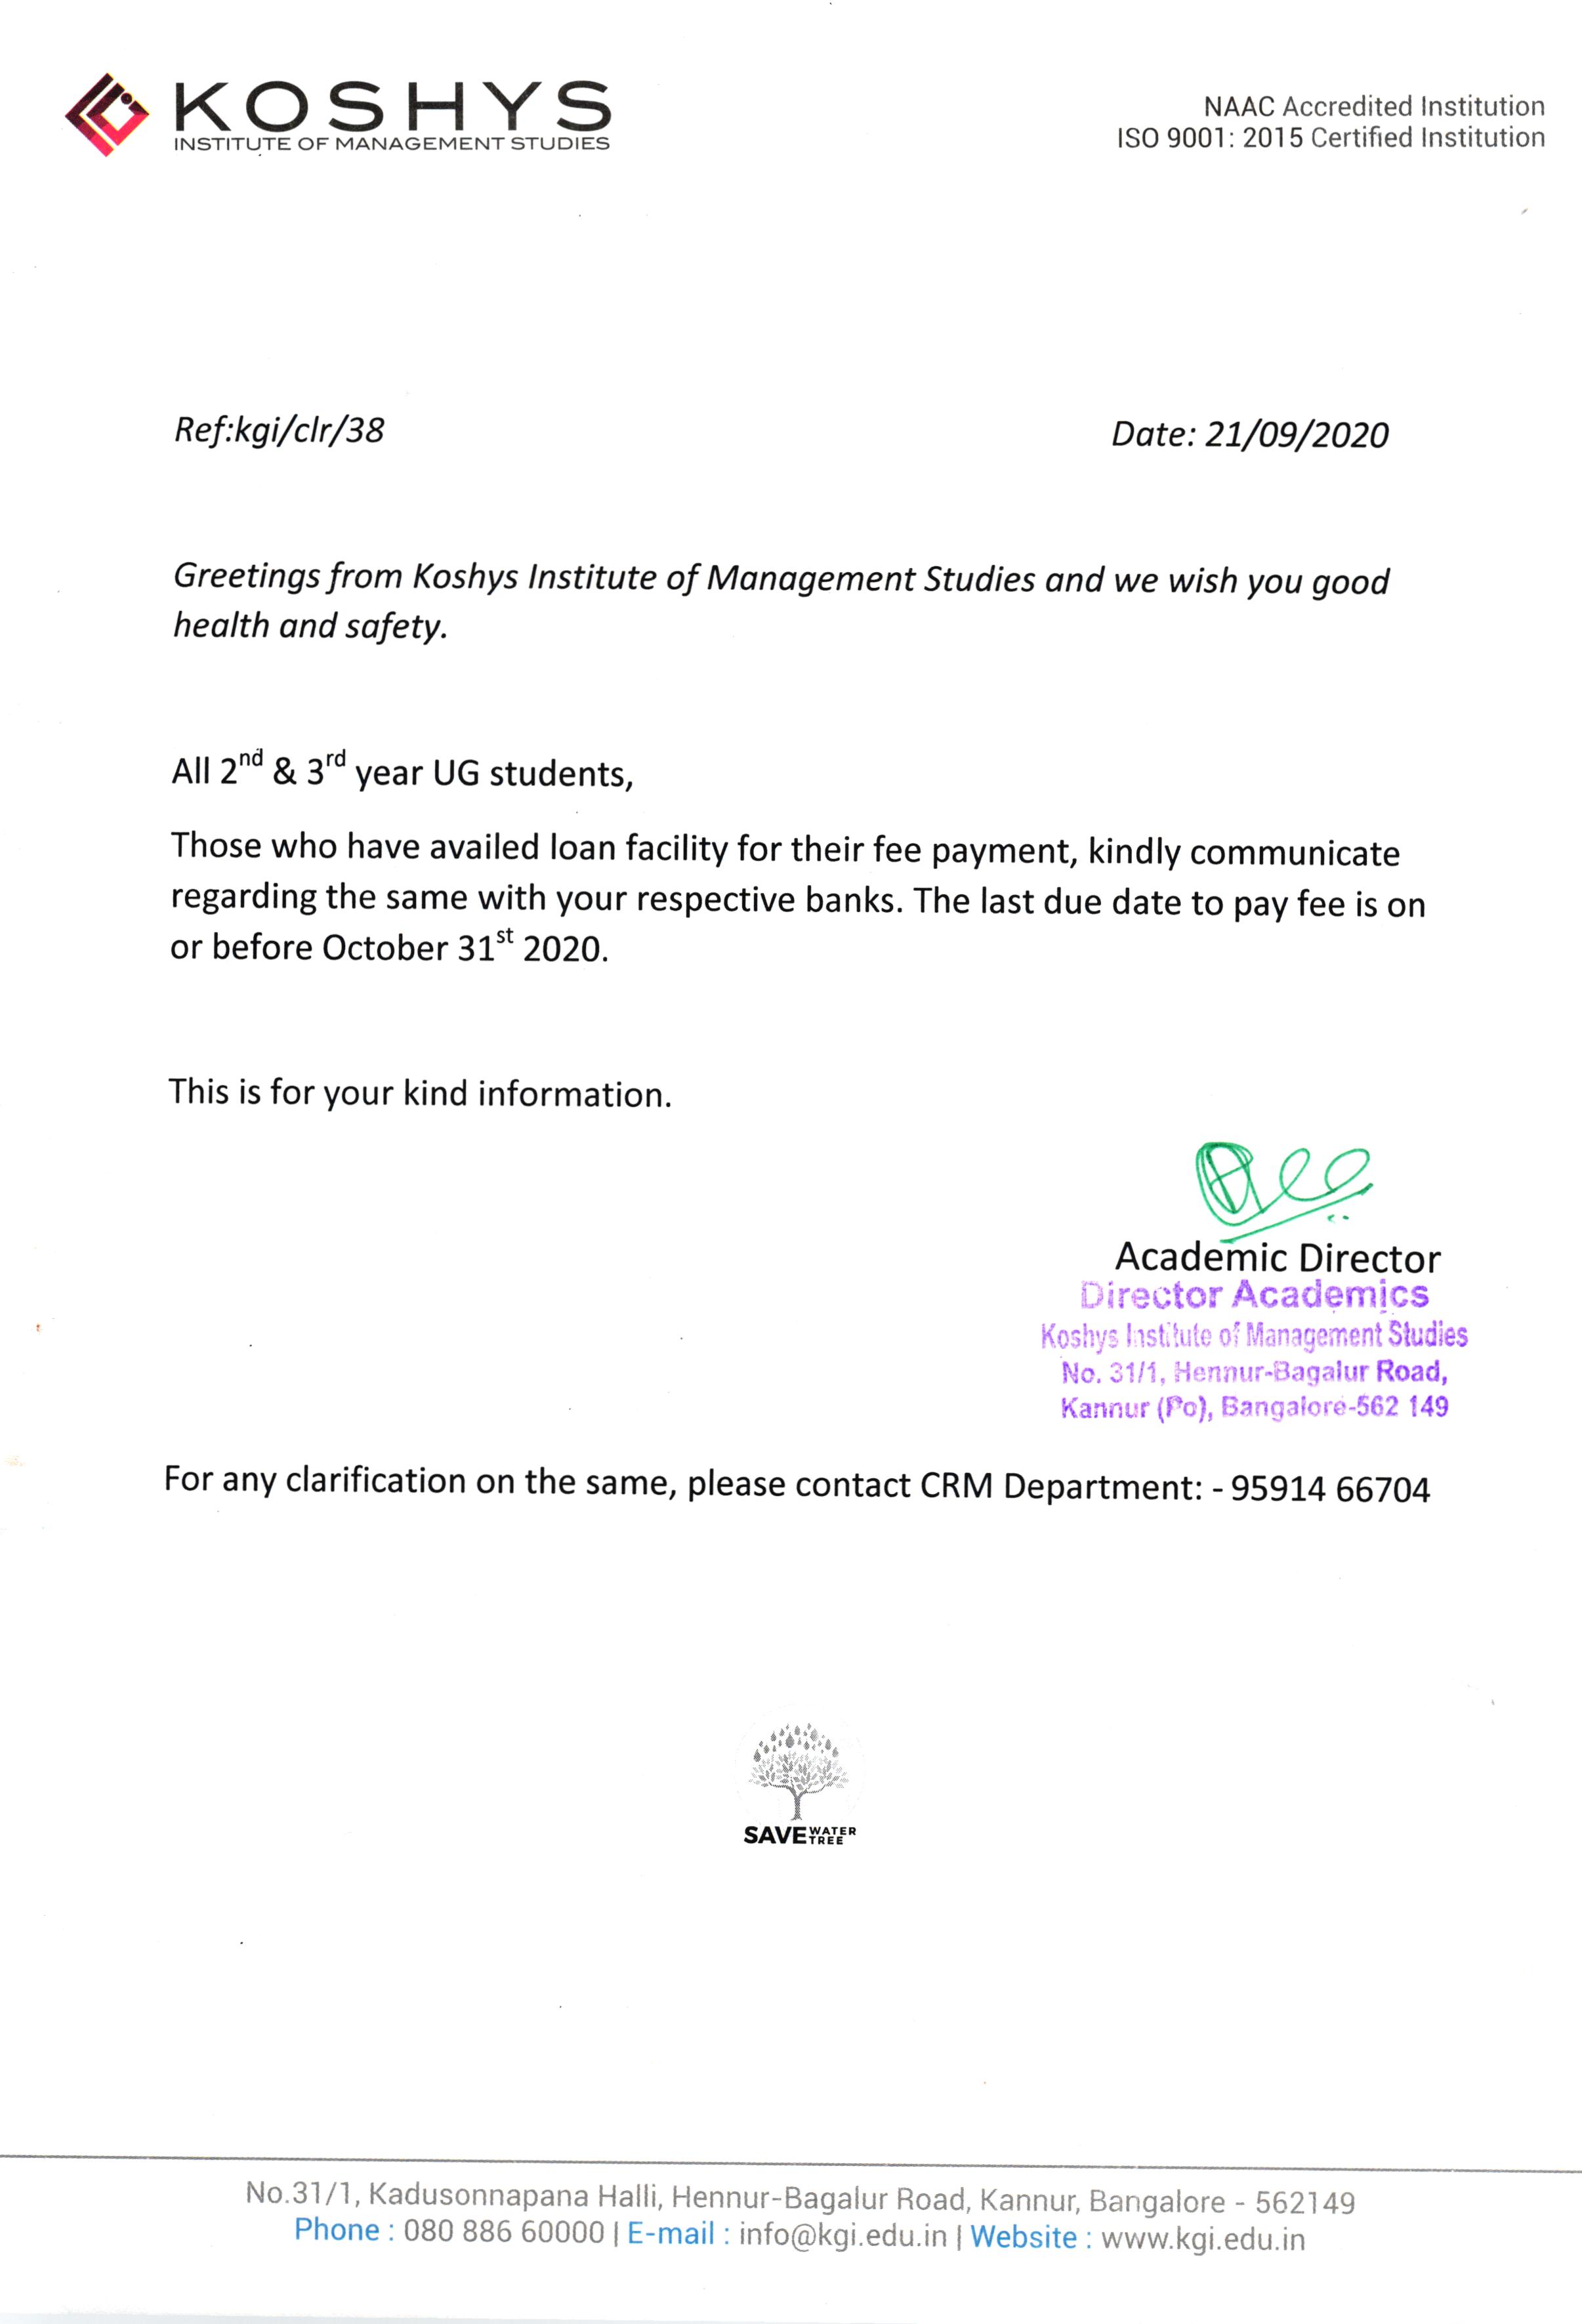 KOSHYS
INSTITUTE OF MANAGEMENT STUDIES
NAAC Accredited Institution
ISO 9001: 2015 Certified Institution
Ref:kgi/clr/38
Date: 21/09/2020
Greetings from Koshys Institute of Management Studies and we wish you good
health and safety.
All 2nd & 3rd year UG students,
Those who have availed loan facility for their fee payment, kindly communicate
regarding the same with your respective banks. The last due date to pay fee is on
or before October 31st 2020.
This is for your kind information.
Academic Director
Director Academics
Koshys Institute of Management Studies
No. 31/1, Hennur-Bagalur Road,
Kannur (Po), Bangalore-562 149
For any clarification on the same, please contact CRM Department: - 95914 66704
SAVE WATER
TREE
No.31/1, Kadusonnapana Halli, Hennur-Bagalur Road, Kannur, Bangalore - 562149
Phone : 080 886 60000 | E-mail : info@kgi.edu.in | Website : www.kgi.edu.in